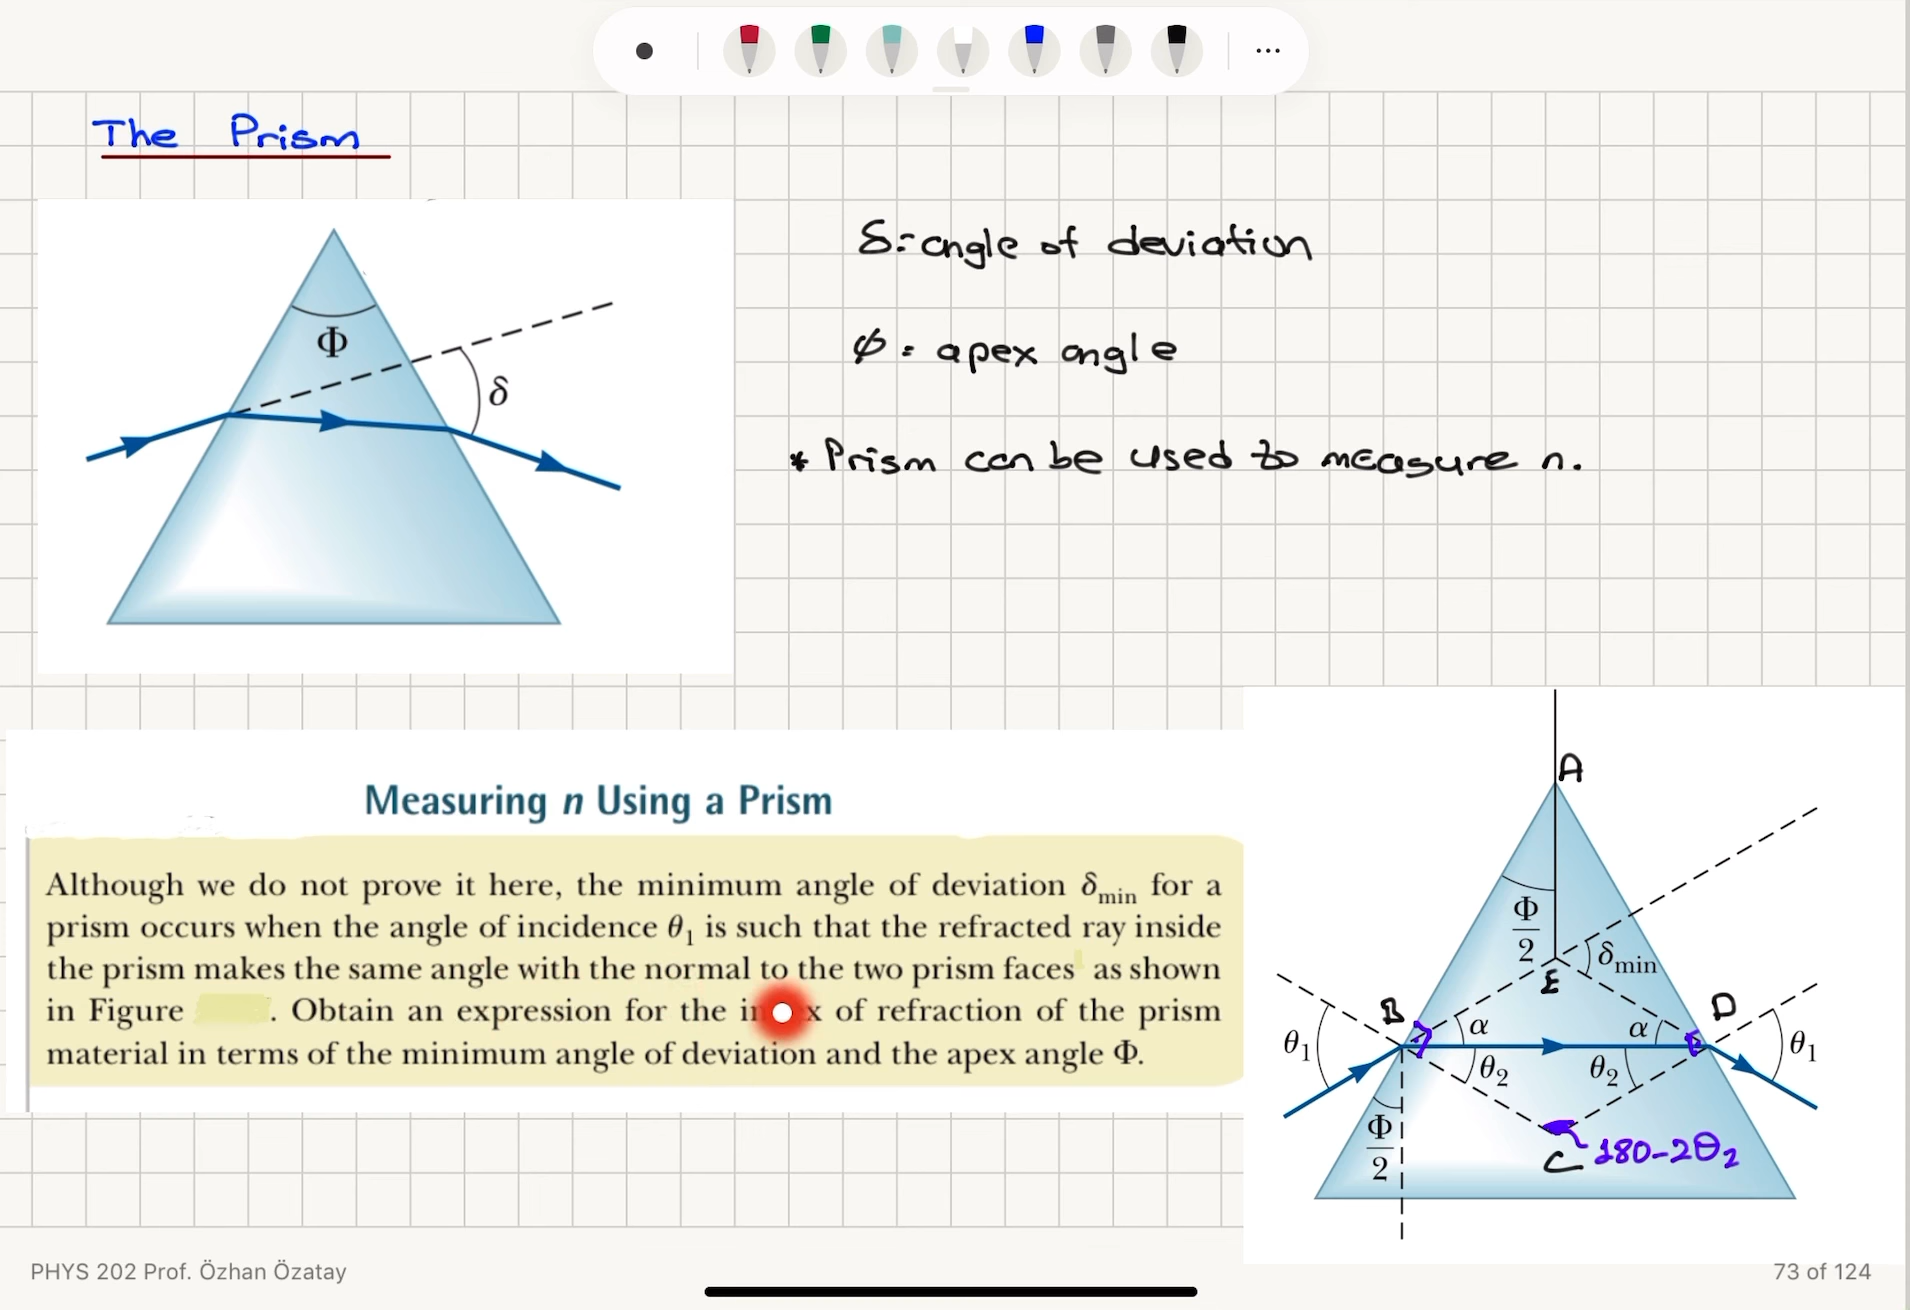 The Prism
Φ
δ
δ = angle of deviation
ϕ = apex angle
* Prism can be used to measure n.
Measuring n Using a Prism
Although we do not prove it here, the minimum angle of deviation δmin for a
prism occurs when the angle of incidence θ1 is such that the refracted ray inside
the prism makes the same angle with the normal to the two prism faces as shown
in Figure . Obtain an expression for the in x of refraction of the prism
material in terms of the minimum angle of deviation and the apex angle Φ.
A
Φ/2
δmin
E
B
D
θ1
α
α
θ1
θ2
θ2
Φ/2
C
180-2θ2
PHYS 202 Prof. Özhan Özatay
73 of 124